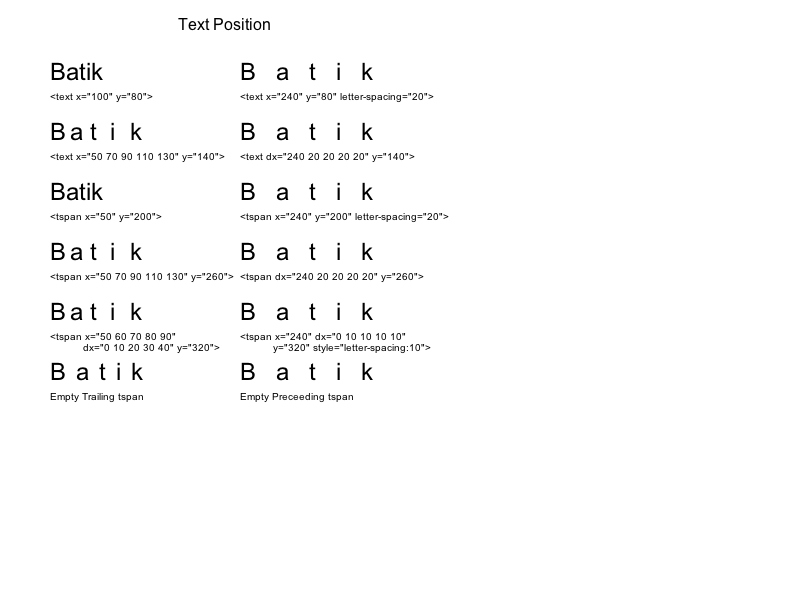 Text Position
Batik
B a t i k
<text x="100" y="80">
<text x="240" y="80" letter-spacing="20">
B a t i k
B a t i k
<text x="50 70 90 110 130" y="140">
<text dx="240 20 20 20 20" y="140">
Batik
B a t i k
<tspan x="50" y="200">
<tspan x="240" y="200" letter-spacing="20">
B a t i k
B a t i k
<tspan x="50 70 90 110 130" y="260">
<tspan dx="240 20 20 20 20" y="260">
B a t i k
B a t i k
<tspan x="50 60 70 80 90"
dx="0 10 20 30 40" y="320">
<tspan x="240" dx="0 10 10 10 10"
y="320" style="letter-spacing:10">
B a t i k
B a t i k
Empty Trailing tspan
Empty Preceeding tspan